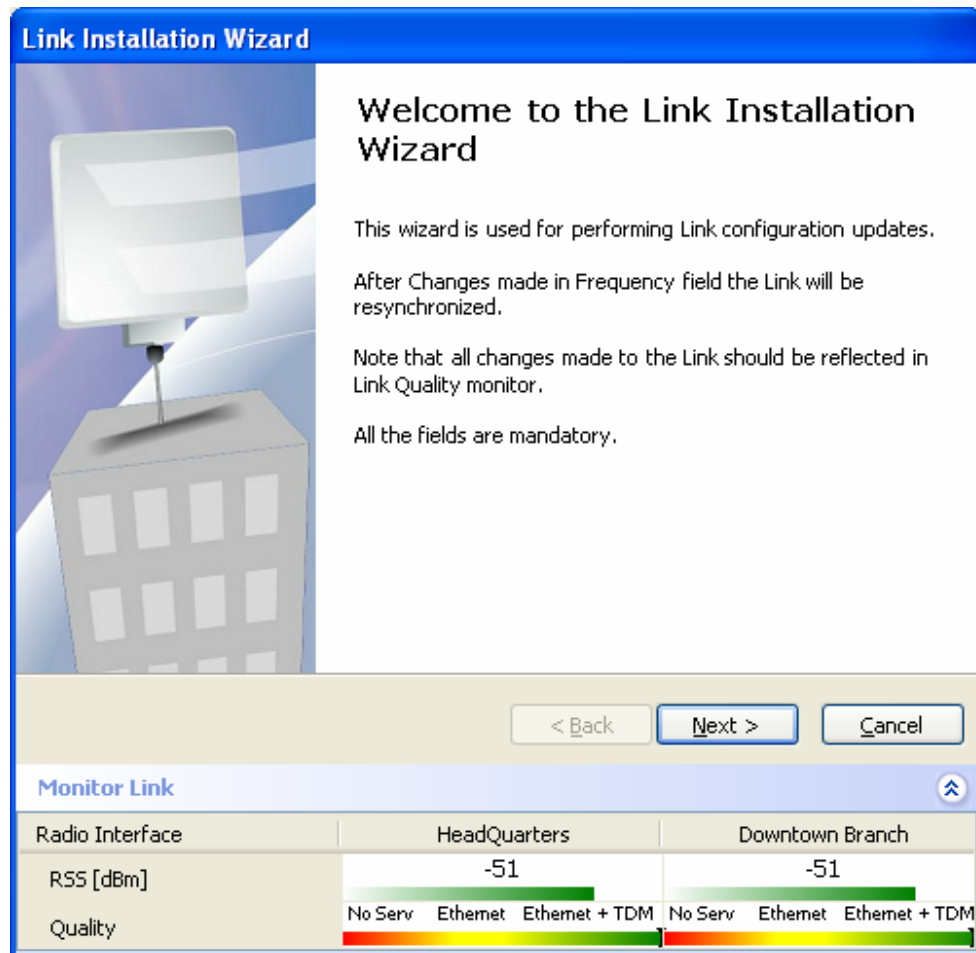 Link Installation Wizard
Welcome to the Link Installation
Wizard
This wizard is used for performing Link configuration updates.
After Changes made in Frequency field the Link will be
resynchronized.
Note that all changes made to the Link should be reflected in
Link Quality monitor.
All the fields are mandatory.
< Back Next > Cancel
Monitor Link
Radio Interface HeadQuarters Downtown Branch
RSS [dBm] -51 -51
Quality No Serv Ethernet Ethernet + TDM No Serv Ethernet Ethernet + TDM